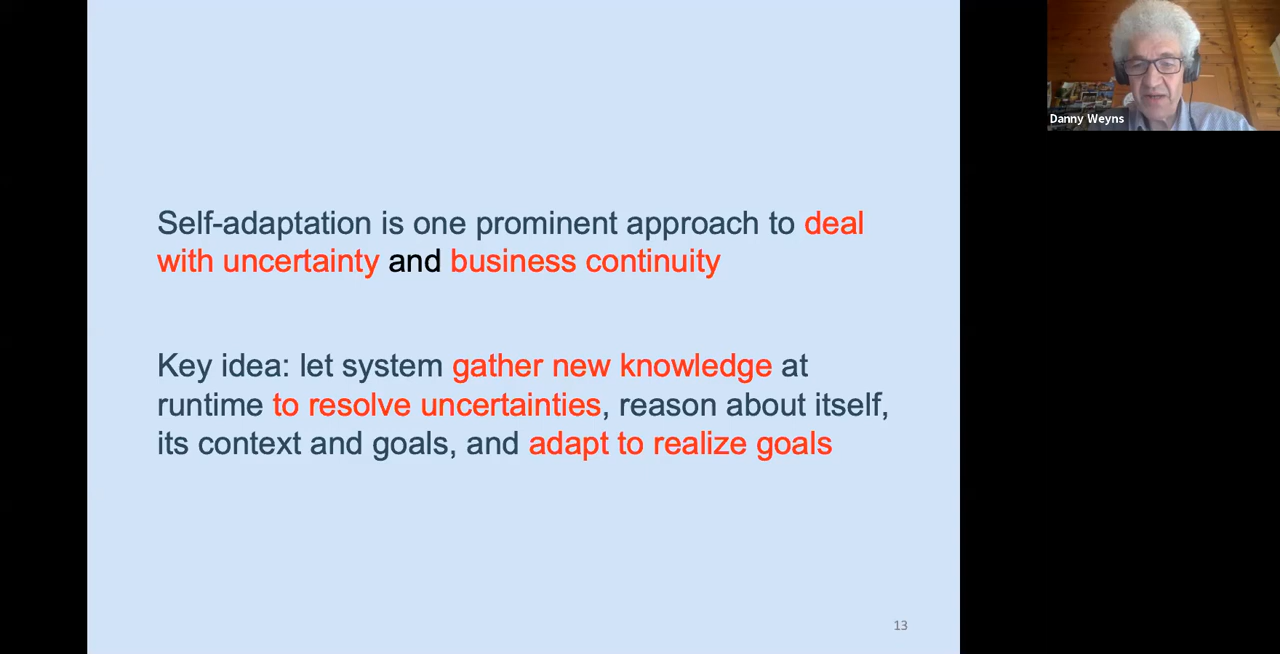 Self-adaptation is one prominent approach to deal
with uncertainty and business continuity
Key idea: let system gather new knowledge at
runtime to resolve uncertainties, reason about itself,
its context and goals, and adapt to realize goals
13
Danny Weyns